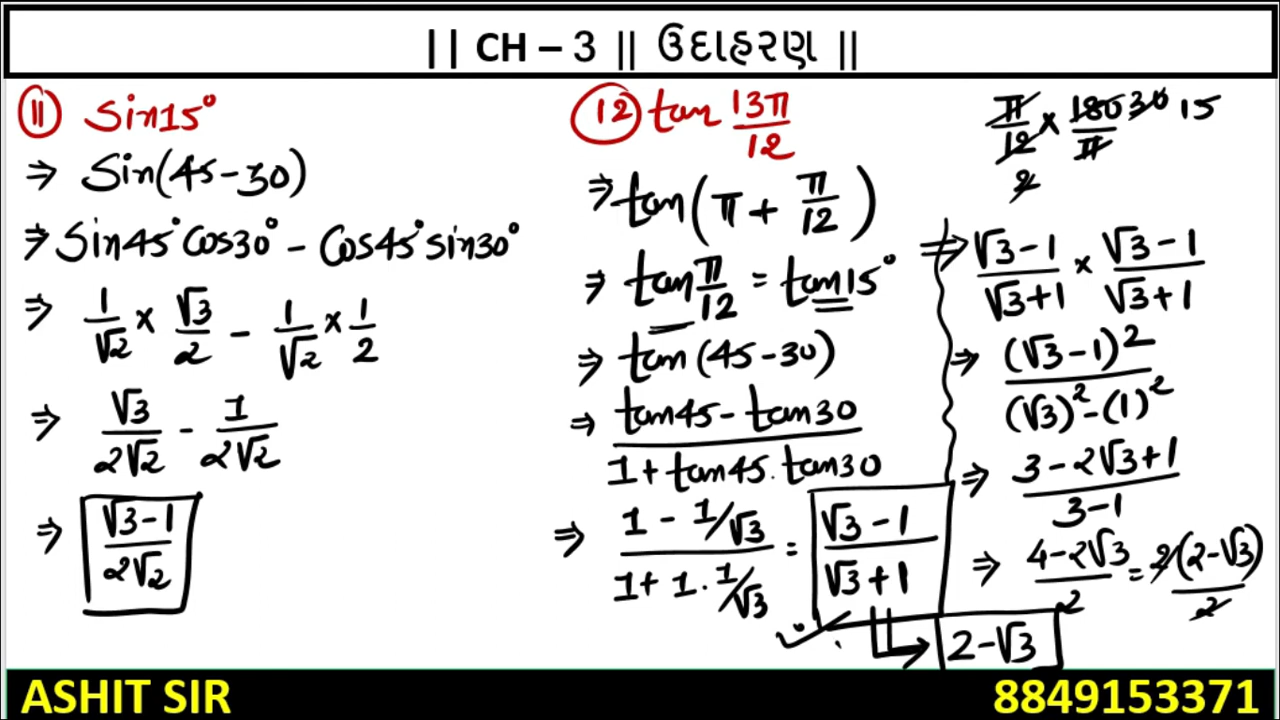 || CH – 3 || ઉદાહરણ ||
11 Sin15°
⇒ Sin(45-30)
⇒ Sin45° Cos30° - Cos45° sin30°
⇒ 1/√2 × √3/2 - 1/√2 × 1/2
⇒ √3/2√2 - 1/2√2
⇒ √3-1/2√2
12 tan 13π/12
⇒ tan(π + π/12)
⇒ tan π/12 = tan15°
⇒ tan(45-30)
⇒ tan45 - tan30/1+tan45.tan30
⇒ 1 - 1/√3/1+1.1/√3 = √3-1/√3+1
π/12 × 180/π 30 15
2
⇒ √3-1/√3+1 × √3-1/√3+1
⇒ (√3-1)²/(√3)²-(1)²
⇒ 3-2√3+1/3-1
⇒ 4-2√3/2 = 2(2-√3)/2
2-√3
ASHIT SIR
8849153371